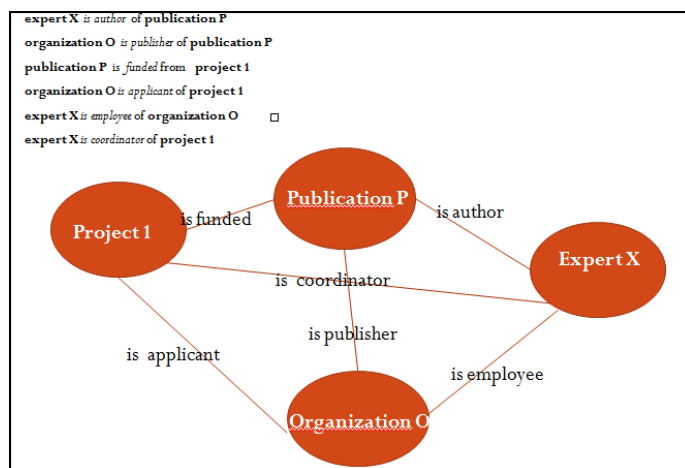 expert X is author of publication P
organization O is publisher of publication P
publication P is funded from project 1
organization O is applicant of project 1
expert X is employee of organization O
expert X is coordinator of project 1
Publication P
is funded
is author
Project 1
Expert X
is coordinator
is publisher
is applicant
is employee
Organization O